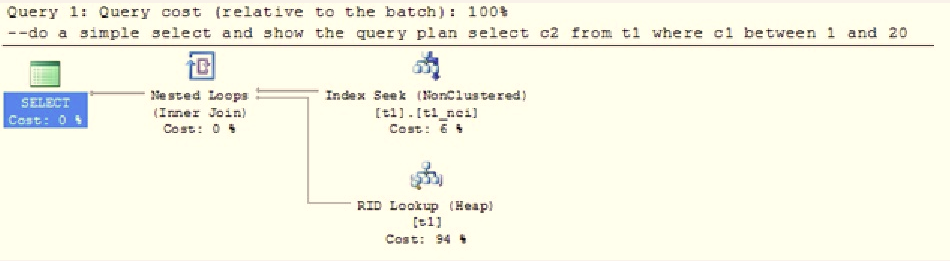 Query 1: Query cost (relative to the batch): 100%
--do a simple select and show the query plan select c2 from t1 where c1 between 1 and 20
SELECT
Cost: 0 %
Nested Loops
(Inner Join)
Cost: 0 %
Index Seek (NonClustered)
[t1].[t1_nci]
Cost: 6 %
RID Lookup (Heap)
[t1]
Cost: 94 %